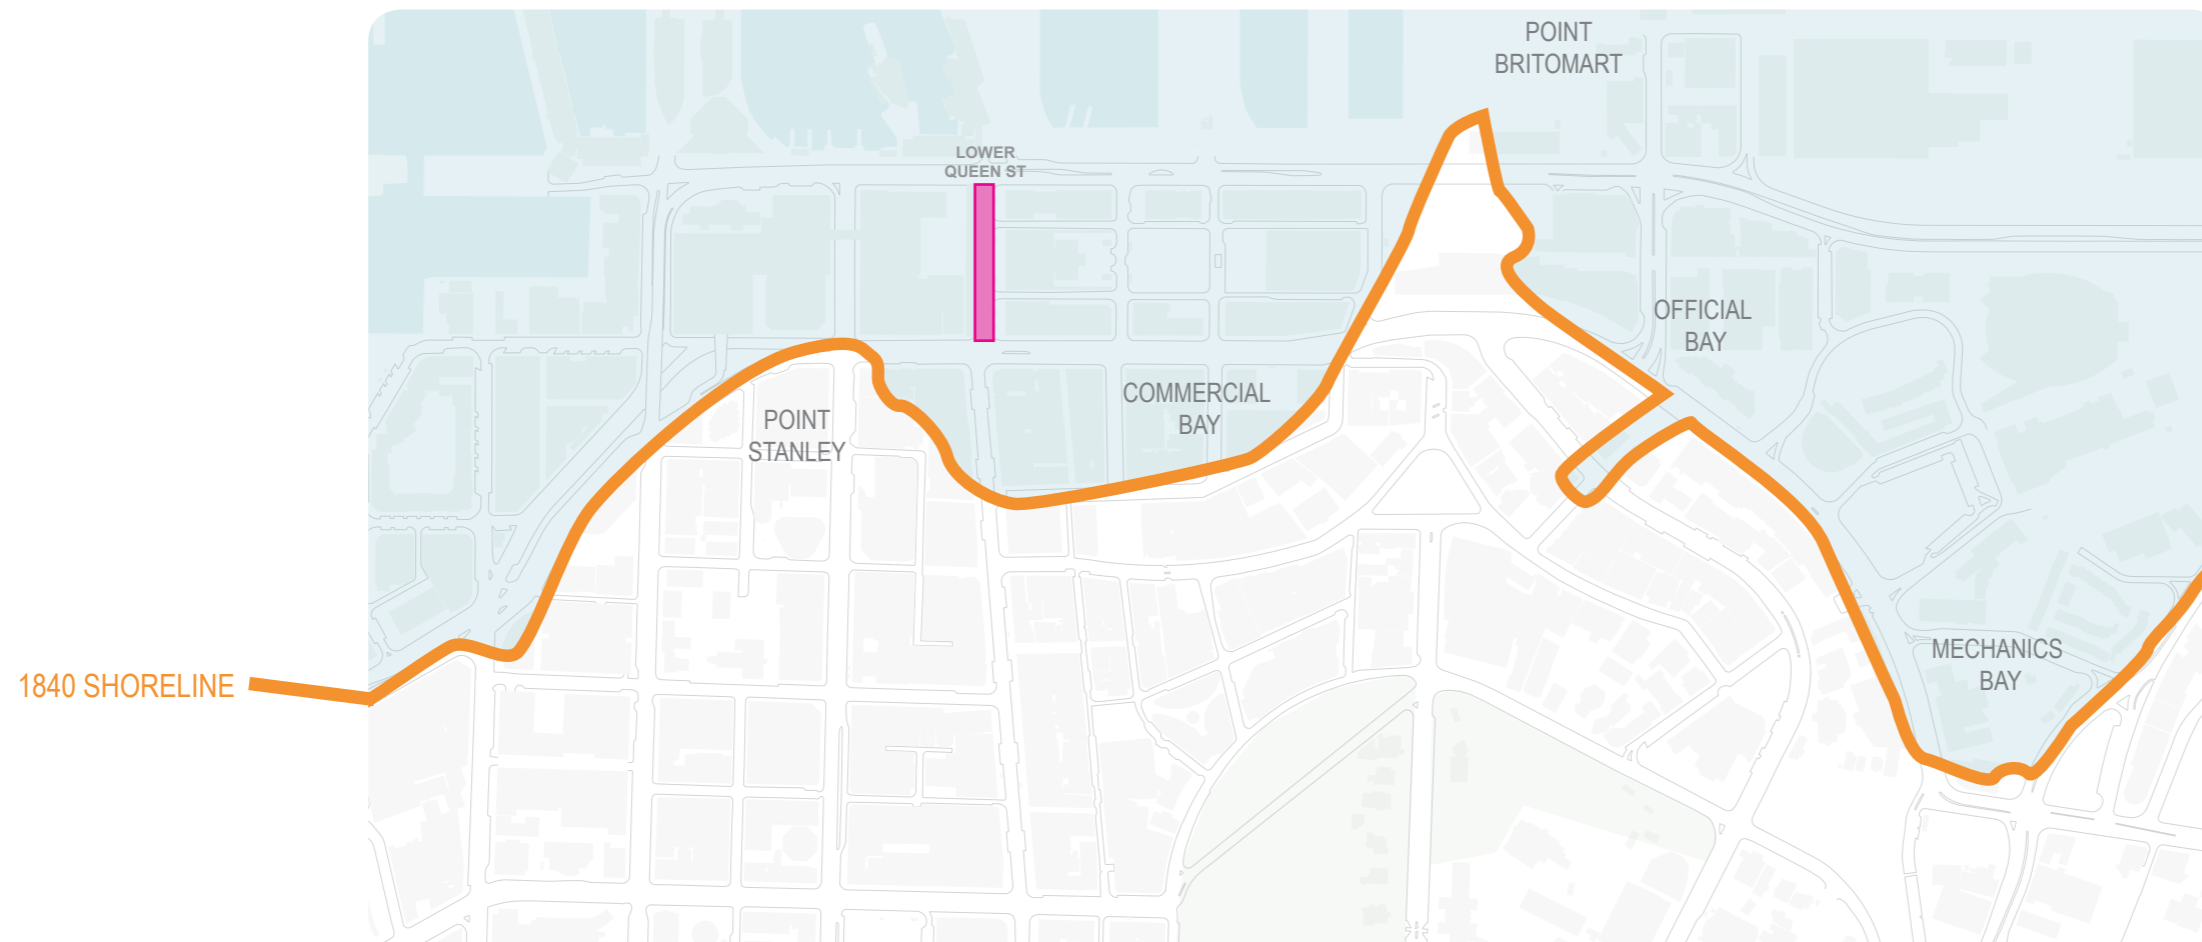 POINT
BRITOMART
LOWER
QUEEN ST
OFFICIAL
BAY
COMMERCIAL
BAY
POINT
STANLEY
MECHANICS
BAY
1840 SHORELINE